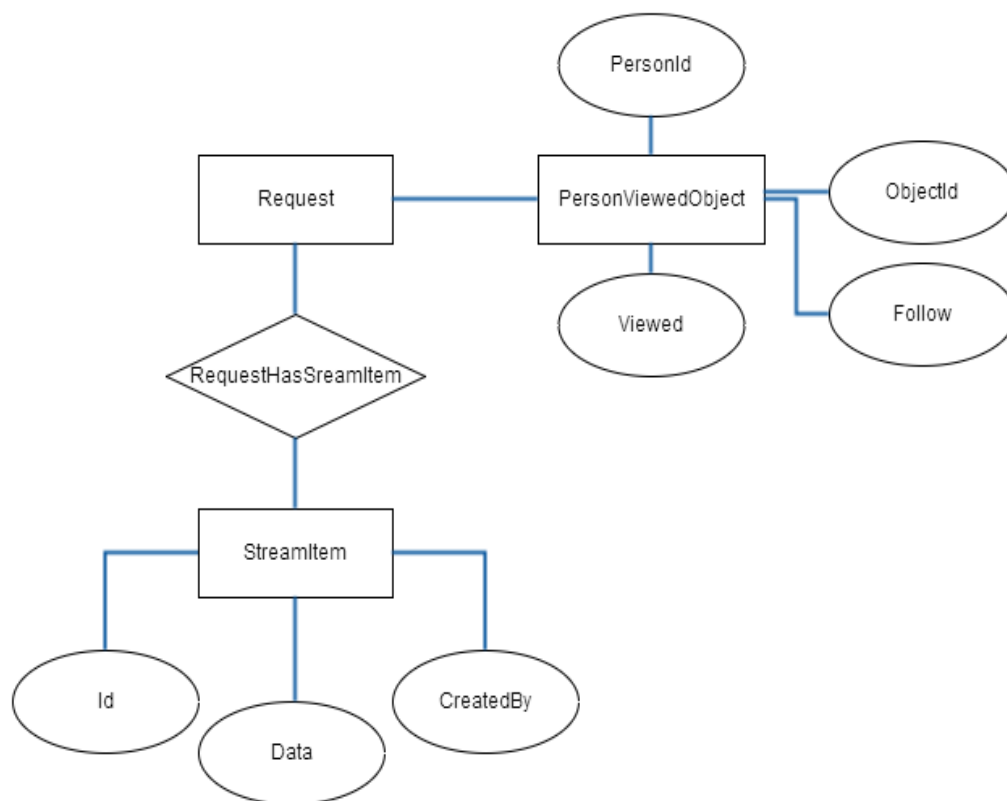 PersonId
Request
PersonViewedObject
ObjectId
Viewed
Follow
RequestHasSreamItem
StreamItem
Id
Data
CreatedBy